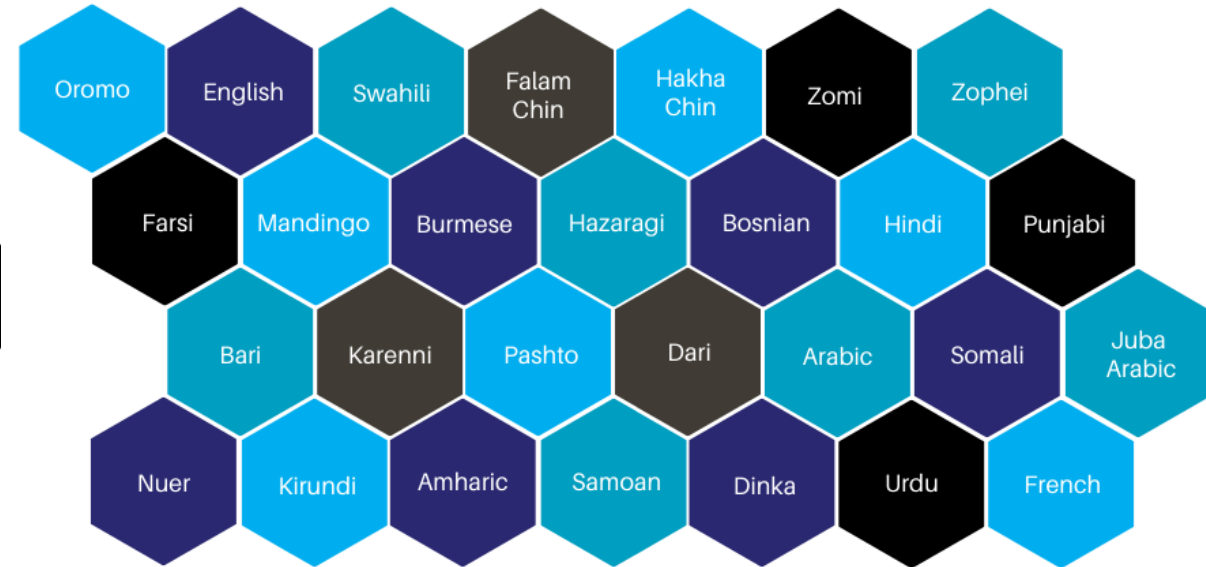 Oromo
English
Swahili
Falam
Chin
Hakha
Chin
Zomi
Zophei
Farsi
Mandingo
Burmese
Hazaragi
Bosnian
Hindi
Punjabi
Bari
Karenni
Pashto
Dari
Arabic
Somali
Juba
Arabic
Nuer
Kirundi
Amharic
Samoan
Dinka
Urdu
French